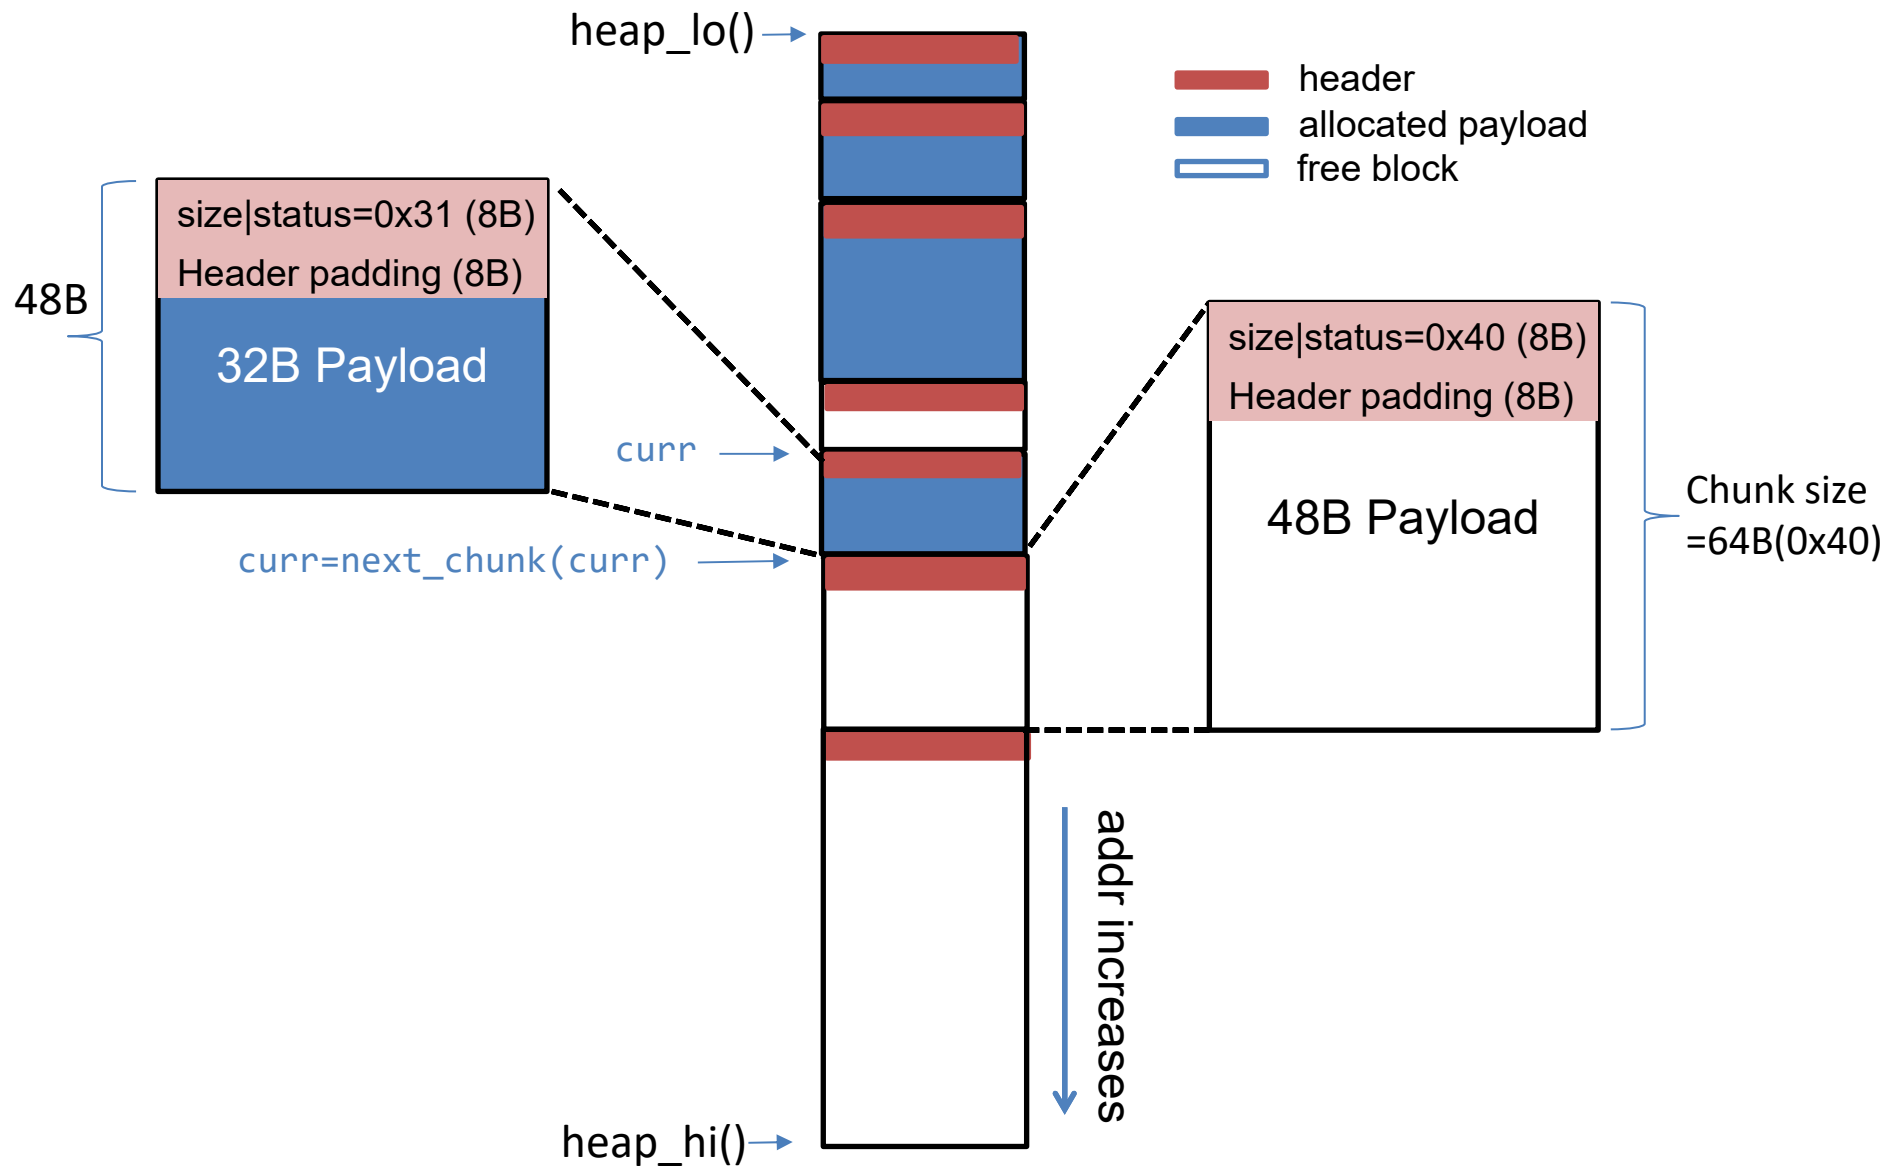 heap_lo()
header
allocated payload
free block
size|status=0x31 (8B)
Header padding (8B)
48B
32B Payload
size|status=0x40 (8B)
Header padding (8B)
48B Payload
Chunk size
=64B(0x40)
curr
curr=next_chunk(curr)
addr increases
heap_hi()